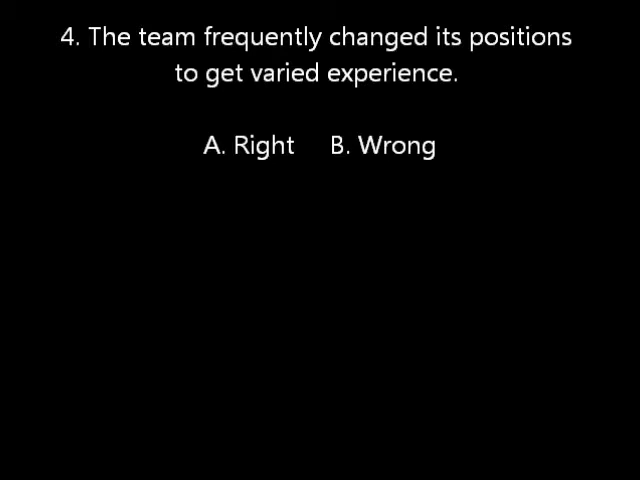 4. The team frequently changed its positions
to get varied experience.
A. Right B. Wrong